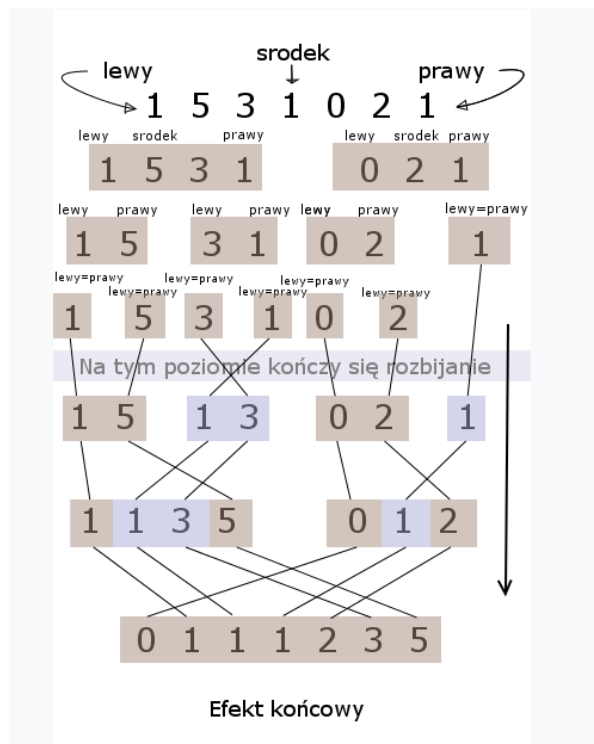 srodek
lewy prawy
1 5 3 1 0 2 1
lewy srodek prawy lewy srodek prawy
1 5 3 1 0 2 1
lewy prawy lewy prawy lewy prawy lewy=prawy
1 5 3 1 0 2 1
lewy=prawy lewy=prawy lewy=prawy lewy=prawy lewy=prawy lewy=prawy
1 5 3 1 0 2
Na tym poziomie kończy się rozbijanie
1 5 1 3 0 2 1
1 1 3 5 0 1 2
0 1 1 1 2 3 5
Efekt końcowy